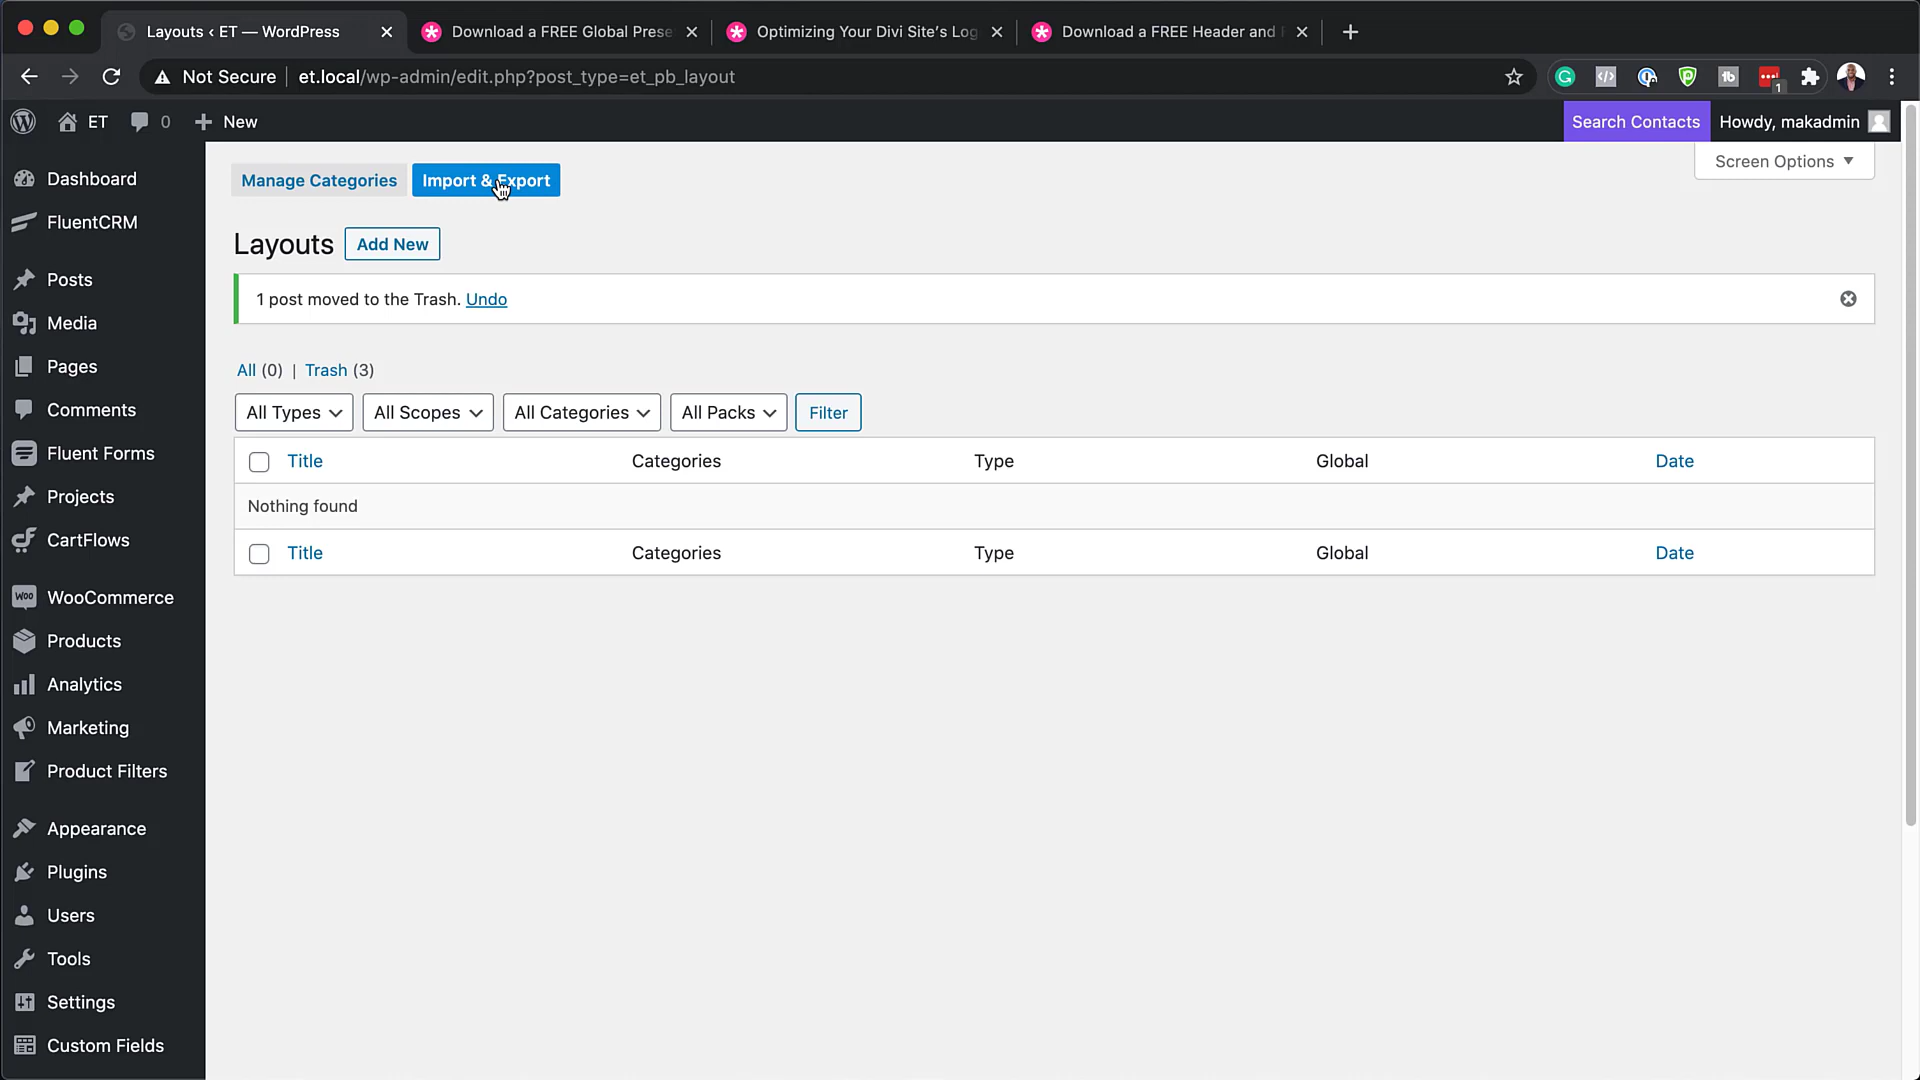 Layouts ‹ ET — WordPress
Download a FREE Global Prese
Optimizing Your Divi Site's Log
Download a FREE Header and
Not Secure
et.local/wp-admin/edit.php?post_type=et_pb_layout
1
ET
0
New
Search Contacts
Howdy, makadmin
Dashboard
FluentCRM
Posts
Media
Pages
Comments
Fluent Forms
Projects
CartFlows
WooCommerce
Products
Analytics
Marketing
Product Filters
Appearance
Plugins
Users
Tools
Settings
Custom Fields
Manage Categories
Import & Export
Screen Options
Layouts
Add New
1 post moved to the Trash. Undo
All (0) | Trash (3)
All Types
All Scopes
All Categories
All Packs
Filter
Title Categories Type Global Date
Nothing found
Title Categories Type Global Date